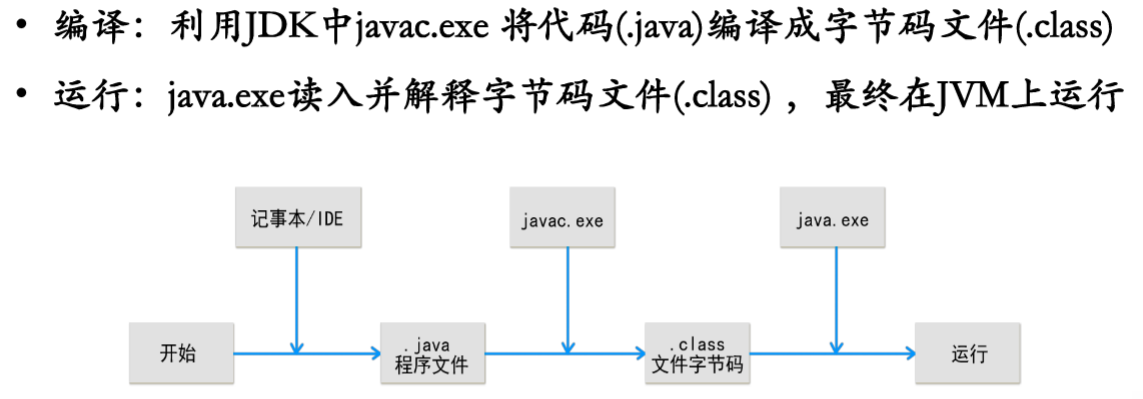 • 编译：利用JDK中javac.exe 将代码(.java)编译成字节码文件(.class)
• 运行：java.exe读入并解释字节码文件(.class) ，最终在JVM上运行
记事本/IDE
javac.exe
java.exe
开始
.java
程序文件
.class
文件字节码
运行